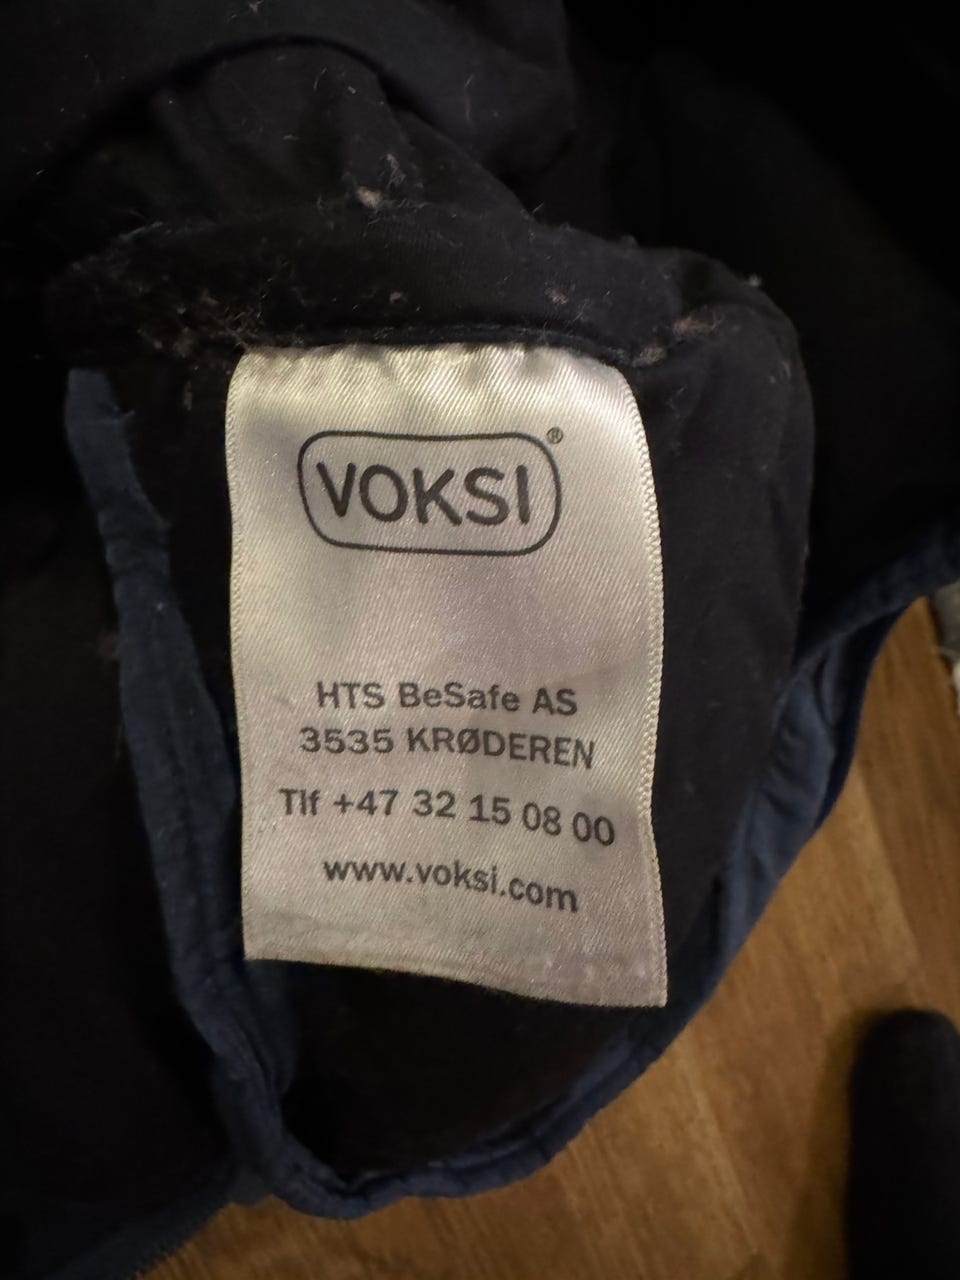 VOKSI®
HTS BeSafe AS
3535 KRØDEREN
Tlf +47 32 15 08 00
www.voksi.com